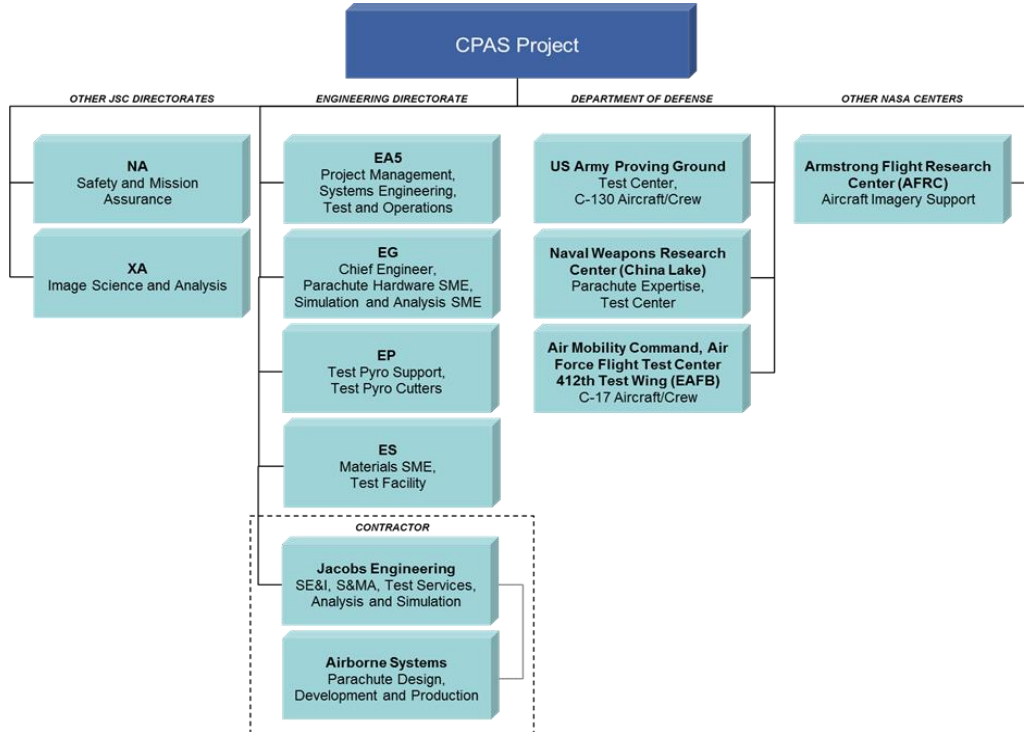 CPAS Project
OTHER JSC DIRECTORATES
NA
Safety and Mission
Assurance
XA
Image Science and Analysis
ENGINEERING DIRECTORATE
EA5
Project Management,
Systems Engineering,
Test and Operations
EG
Chief Engineer,
Parachute Hardware SME,
Simulation and Analysis SME
EP
Test Pyro Support,
Test Pyro Cutters
ES
Materials SME,
Test Facility
CONTRACTOR
Jacobs Engineering
SE&I, S&MA, Test Services,
Analysis and Simulation
Airborne Systems
Parachute Design,
Development and Production
DEPARTMENT OF DEFENSE
US Army Proving Ground
Test Center,
C-130 Aircraft/Crew
Naval Weapons Research
Center (China Lake)
Parachute Expertise,
Test Center
Air Mobility Command, Air
Force Flight Test Center
412th Test Wing (EAFB)
C-17 Aircraft/Crew
OTHER NASA CENTERS
Armstrong Flight Research
Center (AFRC)
Aircraft Imagery Support